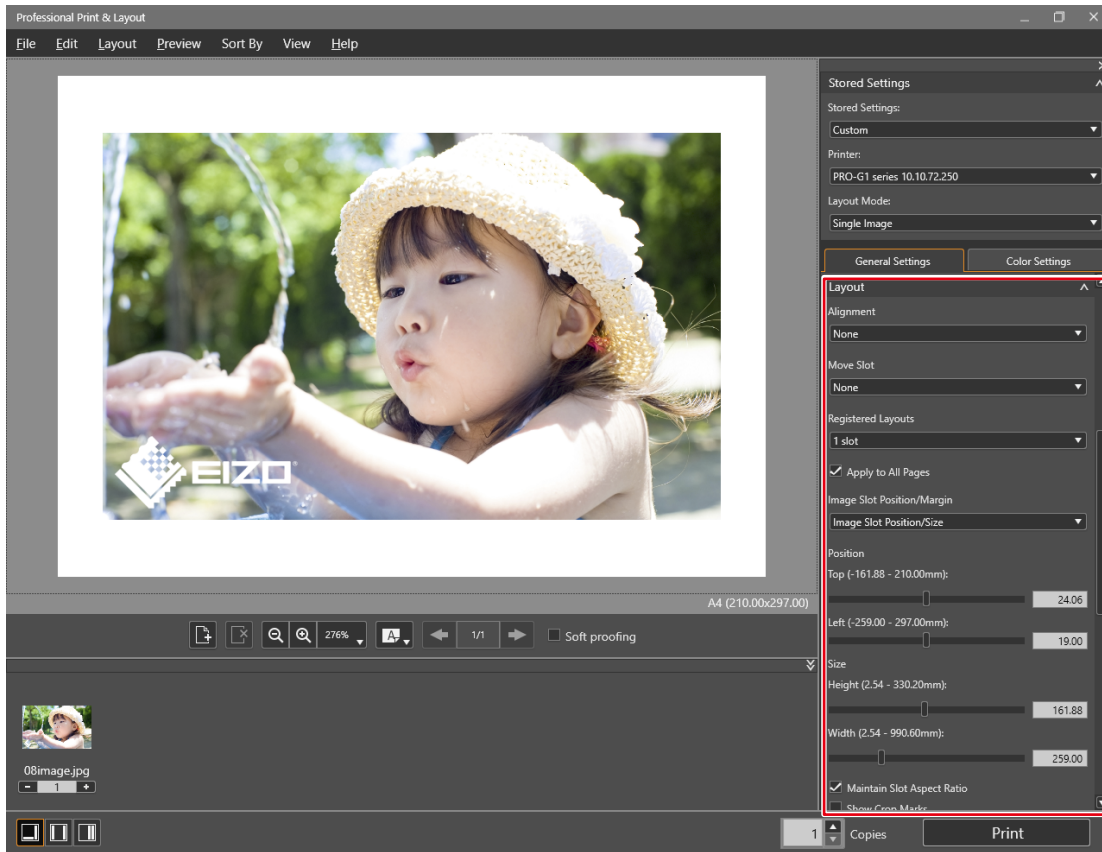 Professional Print & Layout
File Edit Layout Preview Sort By View Help
EIZO
A4 (210.00x297.00)
276% A 1/1 Soft proofing
08image.jpg
- 1 +
Stored Settings
Stored Settings:
Custom
Printer:
PRO-G1 series 10.10.72.250
Layout Mode:
Single Image
General Settings Color Settings
Layout
Alignment
None
Move Slot
None
Registered Layouts
1 slot
Apply to All Pages
Image Slot Position/Margin
Image Slot Position/Size
Position
Top (-161.88 - 210.00mm):
24.06
Left (-259.00 - 297.00mm):
19.00
Size
Height (2.54 - 330.20mm):
161.88
Width (2.54 - 990.60mm):
259.00
Maintain Slot Aspect Ratio
Show Crop Marks
1 Copies Print